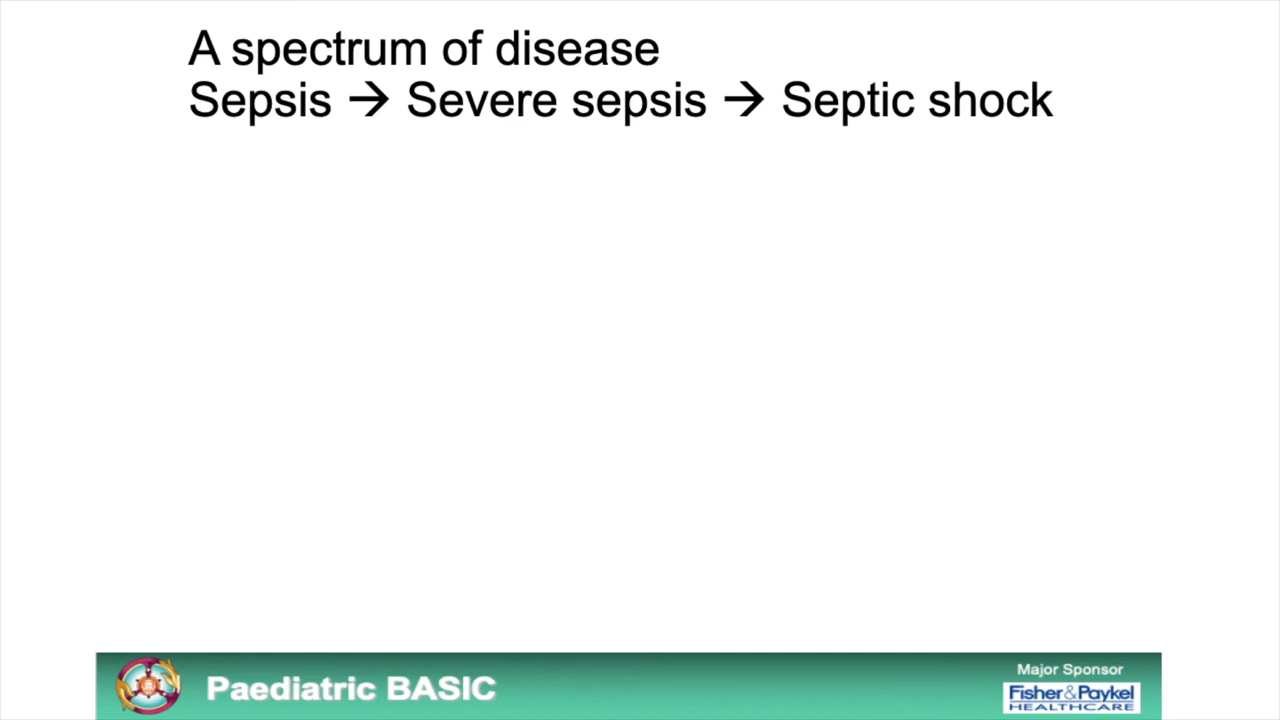 A spectrum of disease
Sepsis → Severe sepsis → Septic shock
Paediatric BASIC
Major Sponsor
Fisher&Paykel
HEALTHCARE